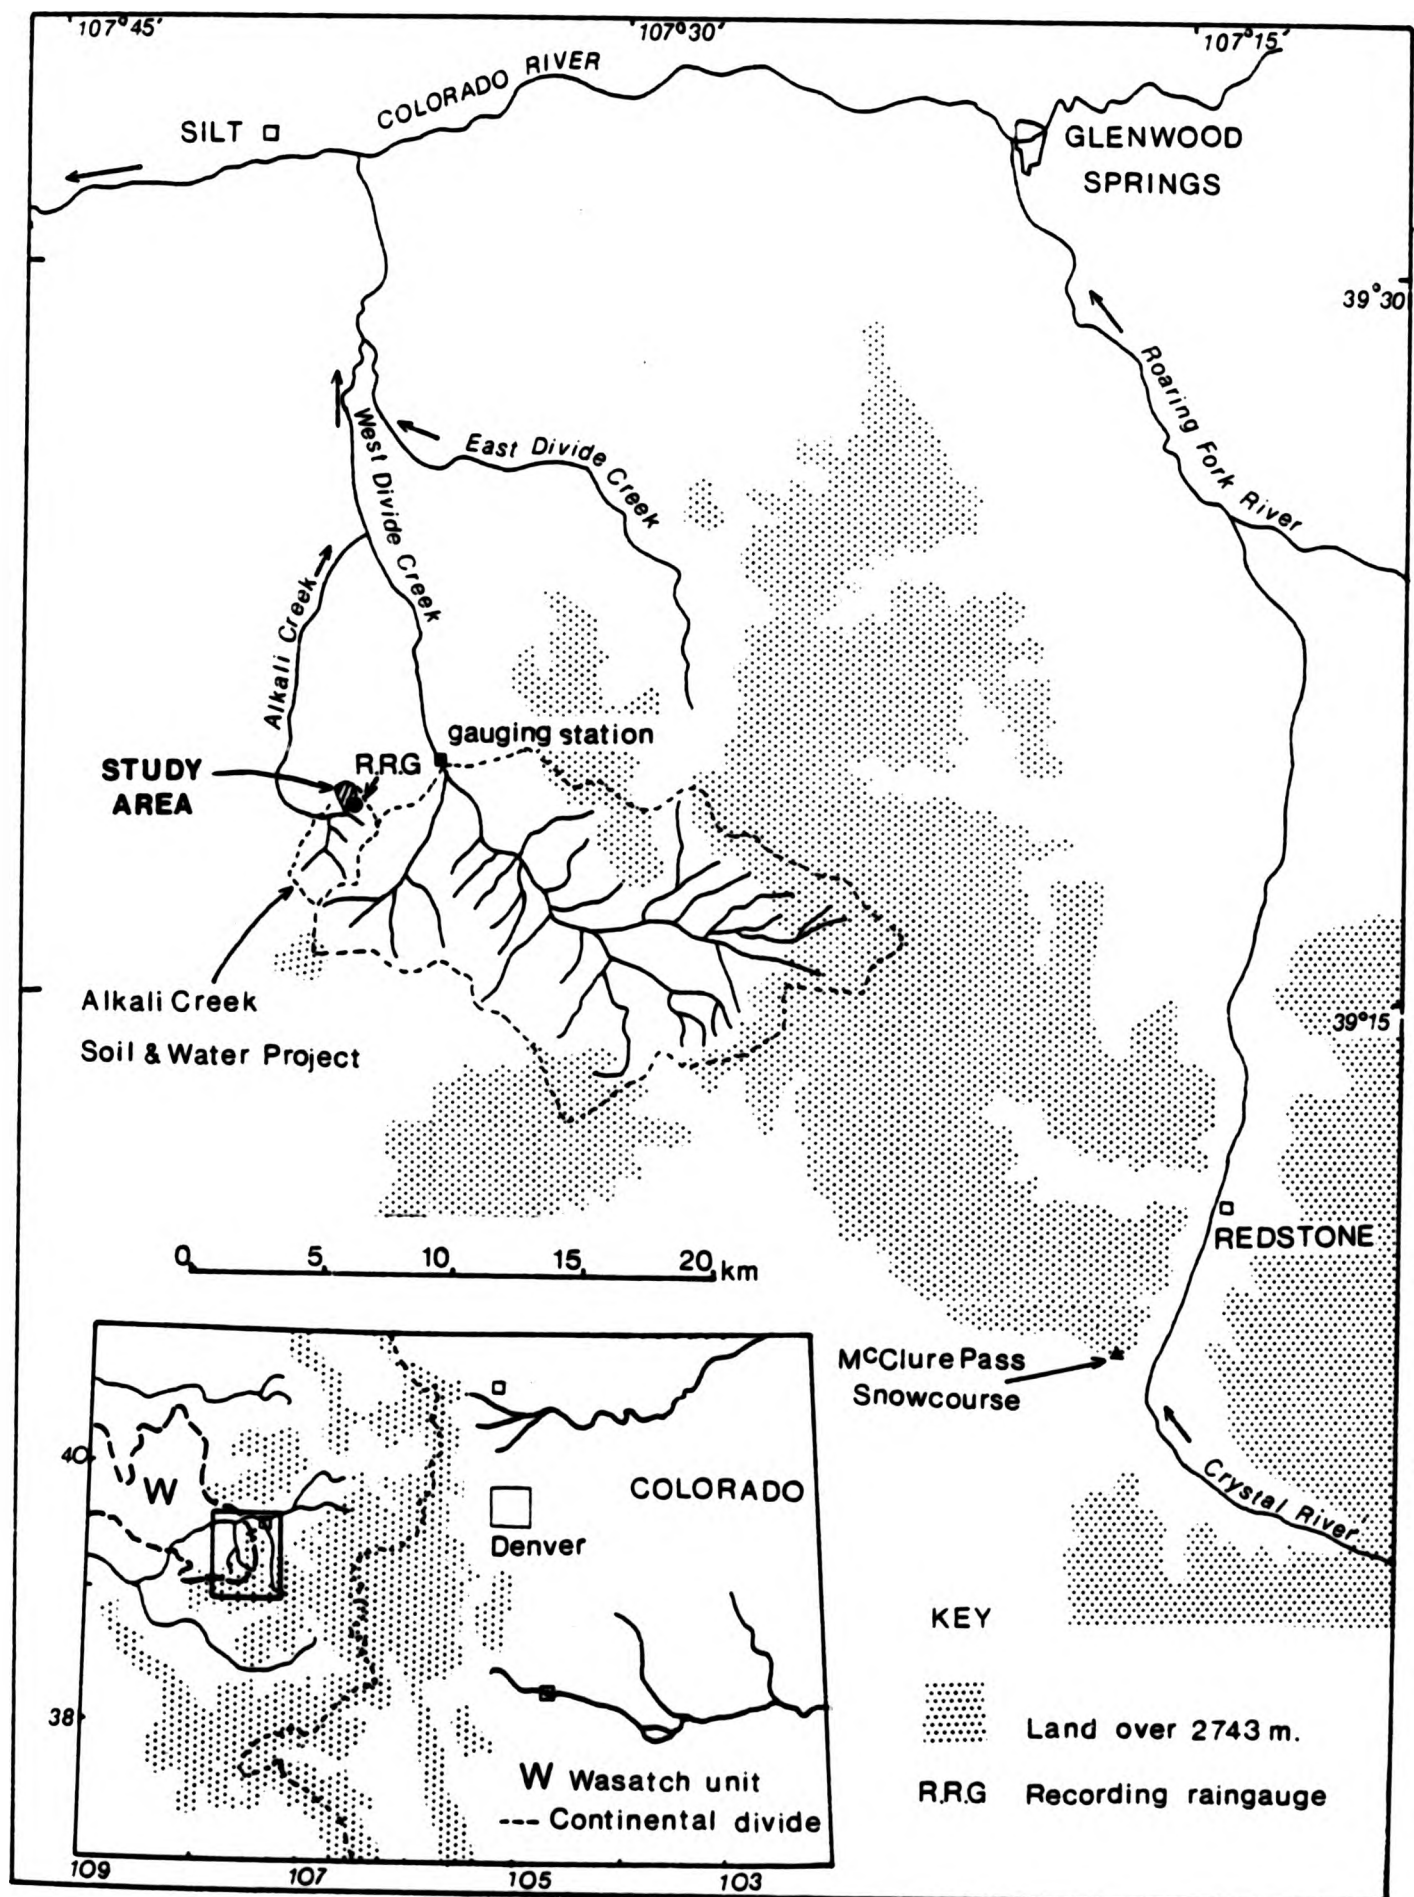 107°45'
107°30'
107°15'
COLORADO RIVER
SILT
GLENWOOD
SPRINGS
39°30
Roaring Fork River
West Divide Creek
East Divide Creek
Alkali Creek
gauging station
STUDY
AREA
R.R.G
Alkali Creek
Soil & Water Project
39°15
REDSTONE
0 5 10 15 20 km
McClure Pass
Snowcourse
Crystal River
40
W
COLORADO
Denver
38
W Wasatch unit
--- Continental divide
109 107 105 103
KEY
Land over 2743 m.
R.R.G Recording raingauge